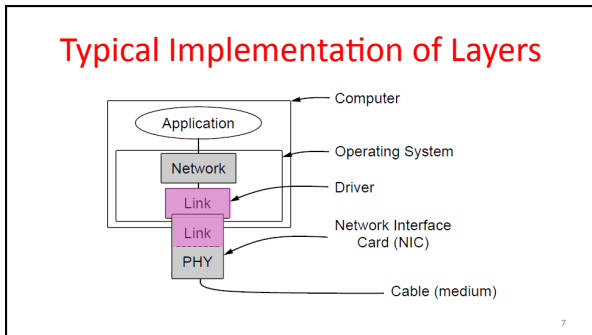 Typical Implementation of Layers
Computer
Application
Operating System
Network
Driver
Link
Link
Network Interface
Card (NIC)
PHY
Cable (medium)
7